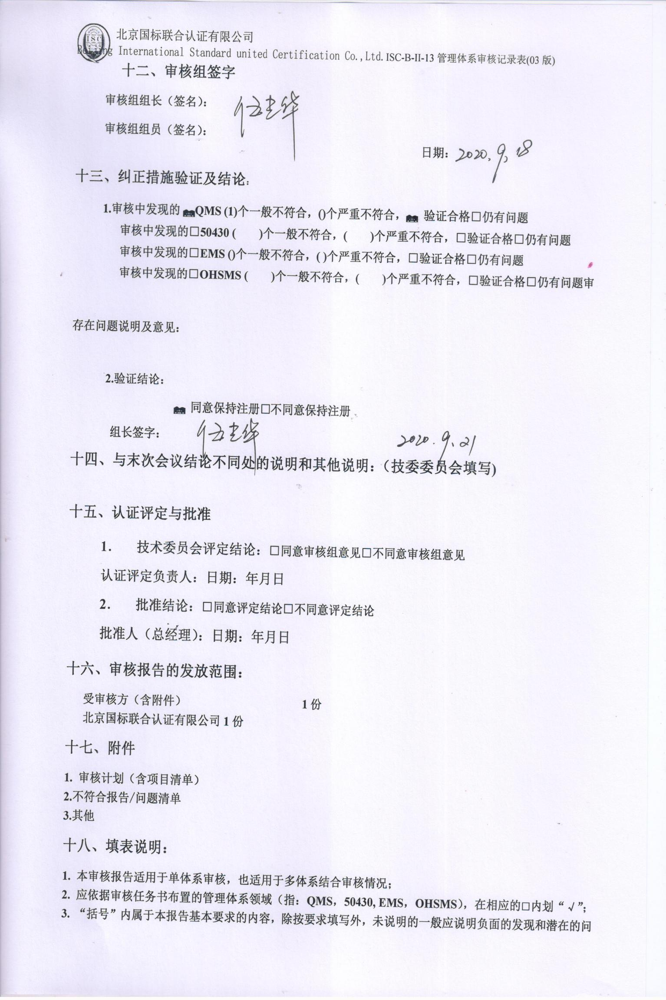 ISC
北京国标联合认证有限公司
Beijing International Standard united Certification Co.,Ltd. ISC-B-II-13 管理体系审核记录表(03 版)
十二、审核组签字
审核组组长（签名）： 伍建华
审核组组员（签名）：
日期： 2020.9.18
十三、纠正措施验证及结论：
1.审核中发现的 QMS (1)个一般不符合，()个严重不符合， 验证合格□仍有问题
审核中发现的□50430 ( )个一般不符合，( )个严重不符合，□验证合格□仍有问题
审核中发现的□EMS ()个一般不符合，( )个严重不符合，□验证合格□仍有问题
审核中发现的□OHSMS ( )个一般不符合，( )个严重不符合，□验证合格□仍有问题审
存在问题说明及意见：
2.验证结论：
同意保持注册□不同意保持注册
组长签字： 伍建华 2020.9.21
十四、与末次会议结论不同处的说明和其他说明：（技委委员会填写)
十五、认证评定与批准
1. 技术委员会评定结论：□同意审核组意见□不同意审核组意见
认证评定负责人：日期：年月日
2. 批准结论：□同意评定结论□不同意评定结论
批准人（总经理）：日期：年月日
十六、审核报告的发放范围：
受审核方（含附件） 1 份
北京国标联合认证有限公司 1 份
十七、附件
1. 审核计划（含项目清单）
2.不符合报告/问题清单
3.其他
十八、填表说明：
1. 本审核报告适用于单体系审核，也适用于多体系结合审核情况；
2. 应依据审核任务书布置的管理体系领域（指：QMS，50430, EMS，OHSMS），在相应的□内划“√”；
3. “括号”内属于本报告基本要求的内容，除按要求填写外，未说明的一般应说明负面的发现和潜在的问